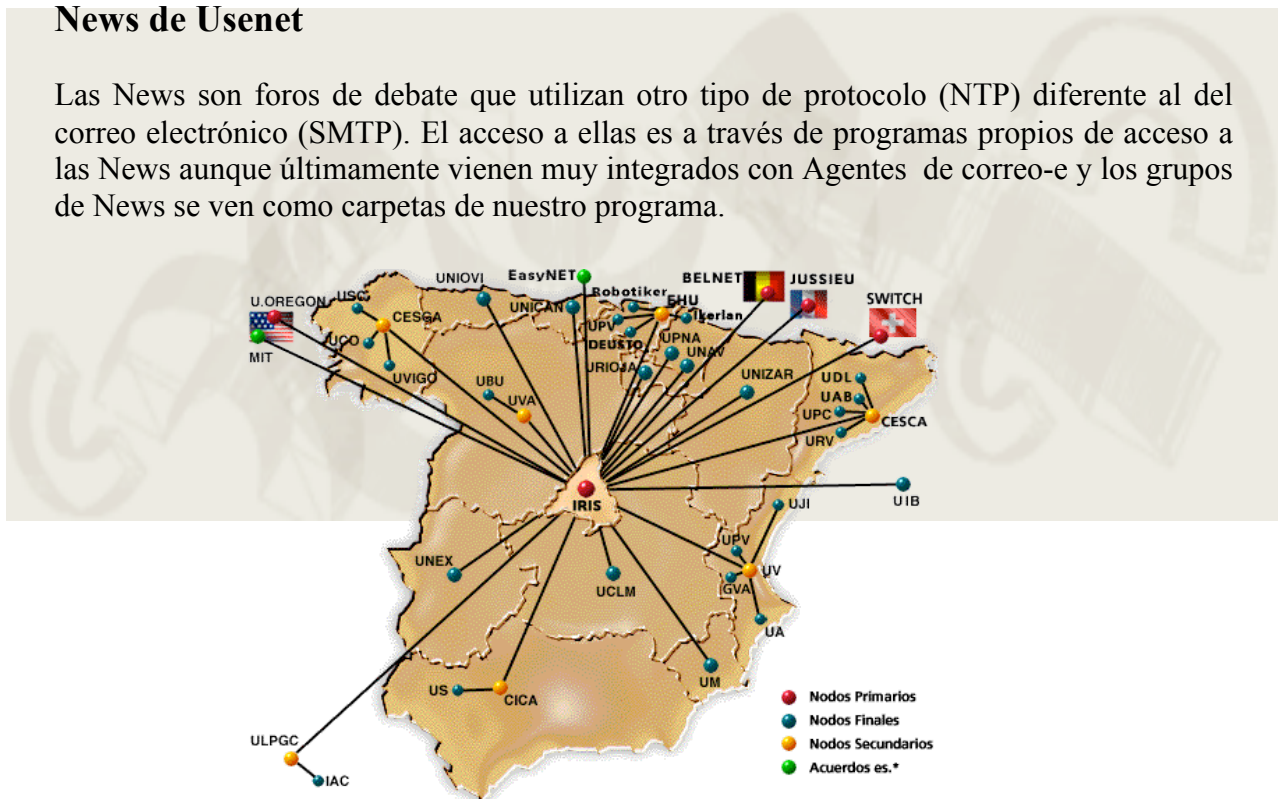 News de Usenet
Las News son foros de debate que utilizan otro tipo de protocolo (NTP) diferente al del
correo electrónico (SMTP). El acceso a ellas es a través de programas propios de acceso a
las News aunque últimamente vienen muy integrados con Agentes de correo-e y los grupos
de News se ven como carpetas de nuestro programa.
UNIOVI
EasyNET
BELNET
JUSSIEU
SWITCH
U.OREGON
USC
CESGA
UNICAN
Robotiker
EHU
Ikerlan
MIT
UCO
UVIGO
UPV
DEUSTO
UPNA
UNAV
URIOJA
UBU
UVA
UNIZAR
UDL
UAB
UPC
CESCA
URV
IRIS
UIB
UJI
UNEX
UCLM
UPV
UV
GVA
UA
UM
US
CICA
ULPGC
IAC
Nodos Primarios
Nodos Finales
Nodos Secundarios
Acuerdos es.*